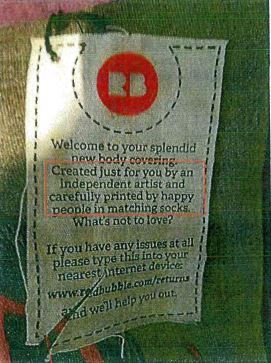 RB
Welcome to your splendid
new body covering.
Created just for you by an
independent artist and
carefully printed by happy
people in matching socks.
What's not to love?
If you have any issues at all
please type this into your
nearest internet device:
www.redbubble.com/returns
and we'll help you out.